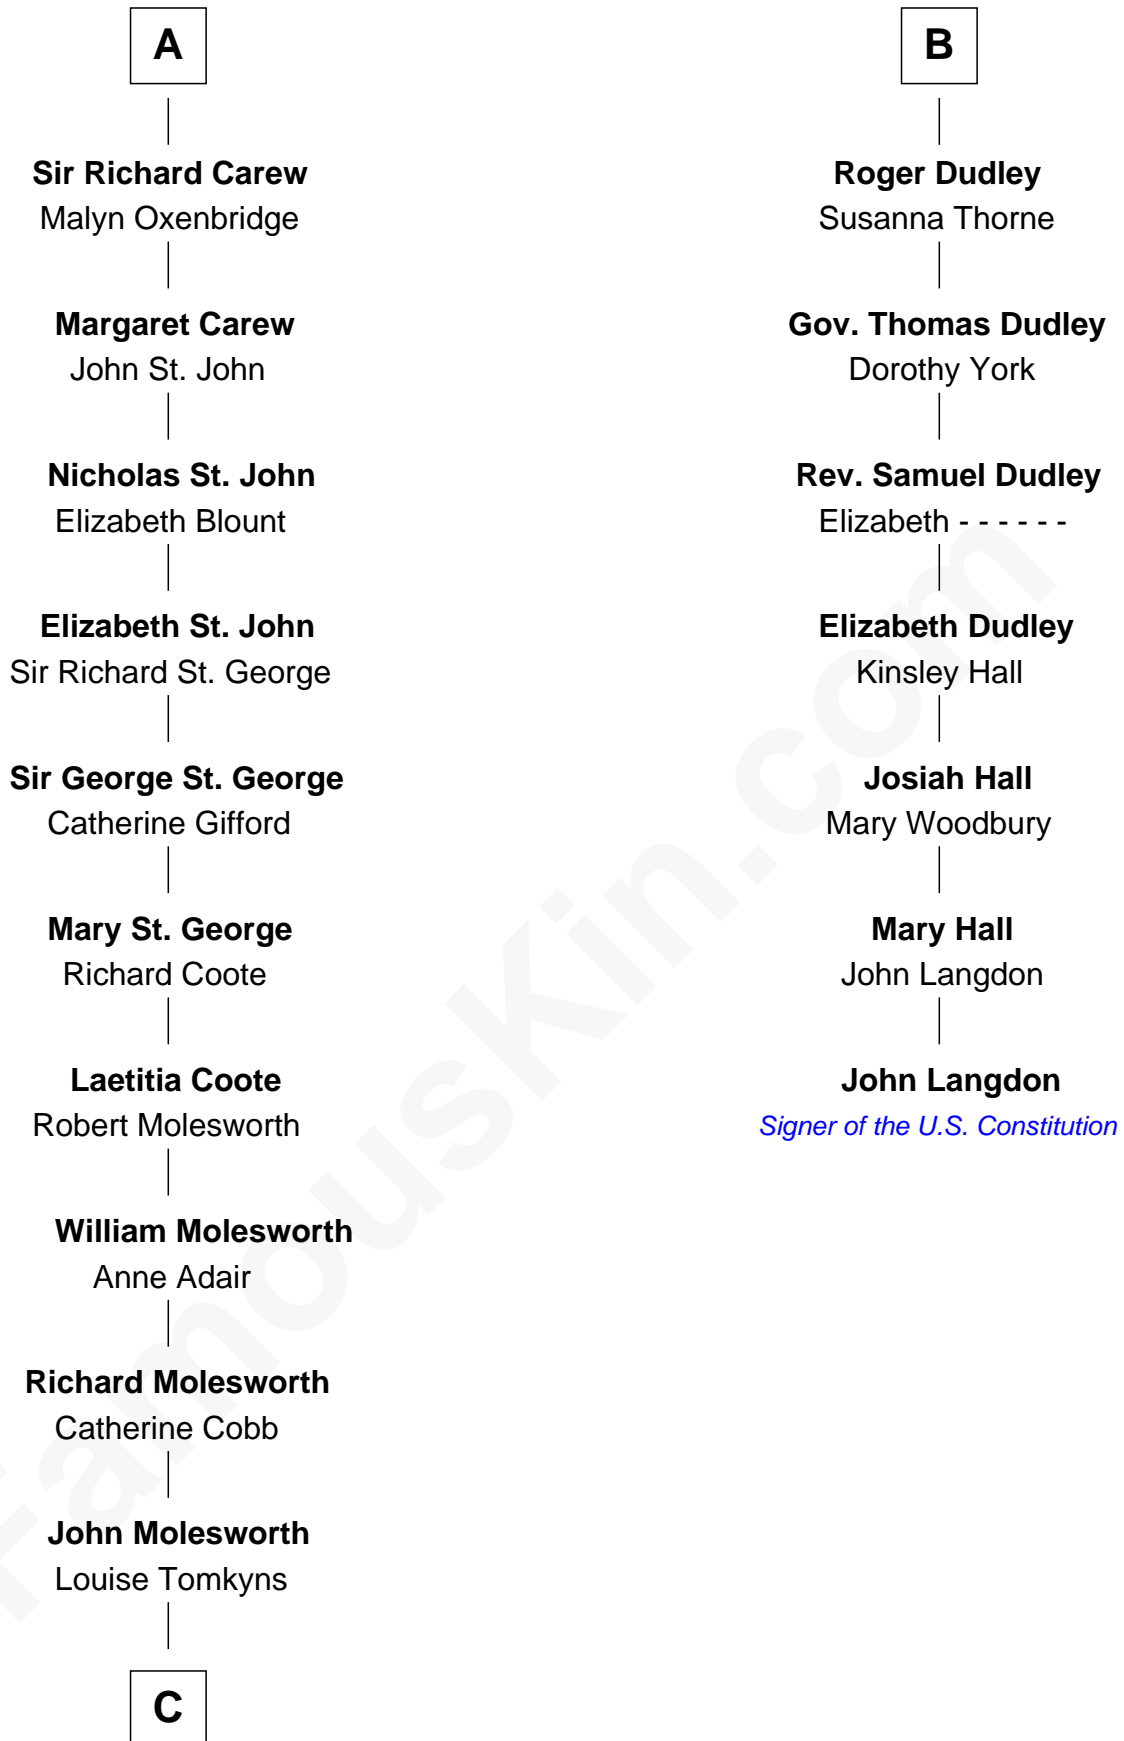 A
Sir Richard Carew
Malyn Oxenbridge
Margaret Carew
John St. John
Nicholas St. John
Elizabeth Blount
Elizabeth St. John
Sir Richard St. George
Sir George St. George
Catherine Gifford
Mary St. George
Richard Coote
Laetitia Coote
Robert Molesworth
William Molesworth
Anne Adair
Richard Molesworth
Catherine Cobb
John Molesworth
Louise Tomkyns
C
B
Roger Dudley
Susanna Thorne
Gov. Thomas Dudley
Dorothy York
Rev. Samuel Dudley
Elizabeth - - - - - -
Elizabeth Dudley
Kinsley Hall
Josiah Hall
Mary Woodbury
Mary Hall
John Langdon
John Langdon
Signer of the U.S. Constitution
FamousKin.com